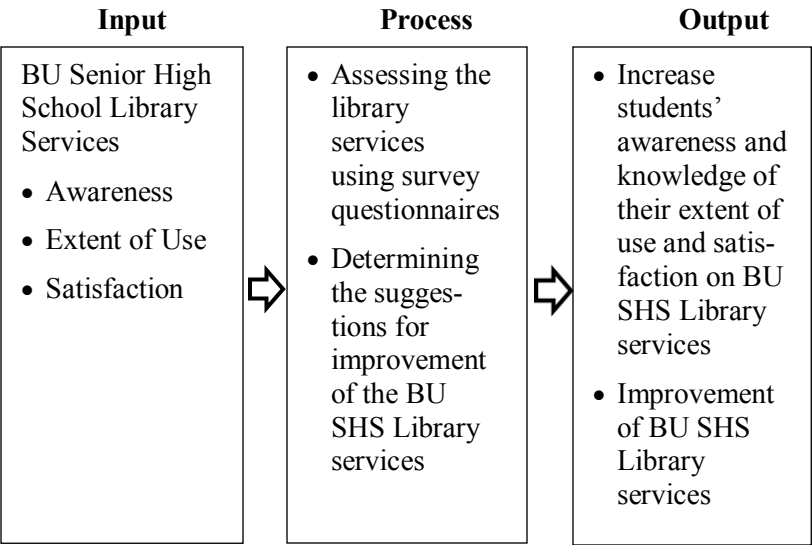 Input
BU Senior High
School Library
Services
• Awareness
• Extent of Use
• Satisfaction
Process
• Assessing the
library
services
using survey
questionnaires
• Determining
the sugges-
tions for
improvement
of the BU
SHS Library
services
Output
• Increase
students’
awareness and
knowledge of
their extent of
use and satis-
faction on BU
SHS Library
services
• Improvement
of BU SHS
Library
services